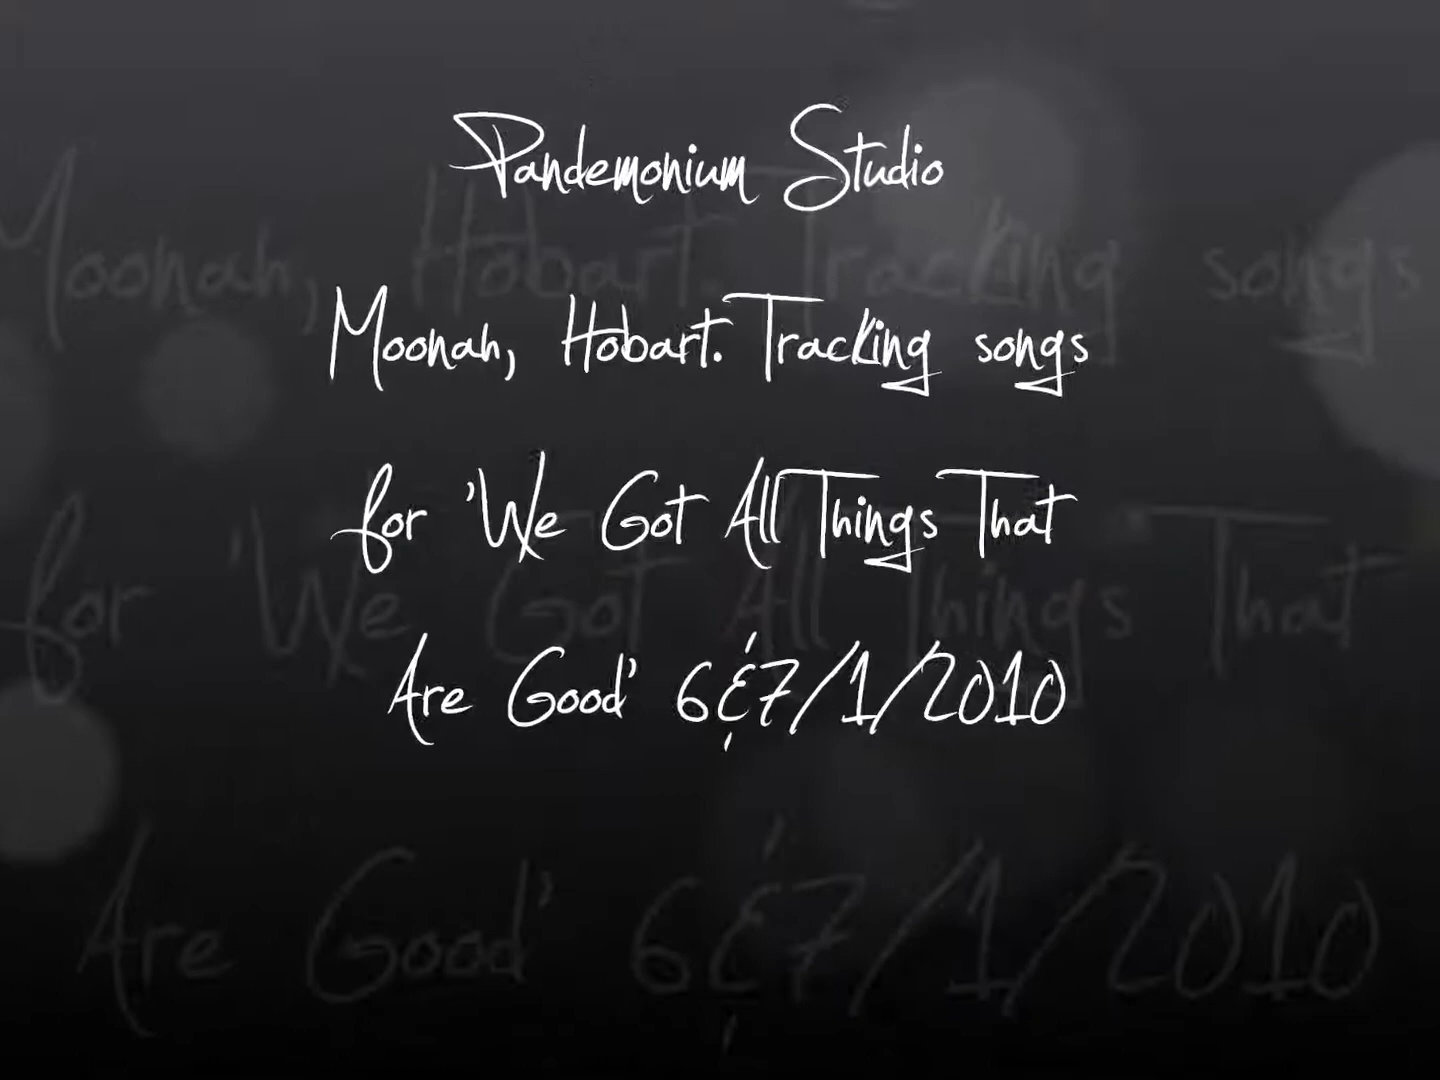 Pandemonium Studio
Moonah, Hobart. Tracking songs
for 'We Got All Things That
Are Good' 6&7/1/2010